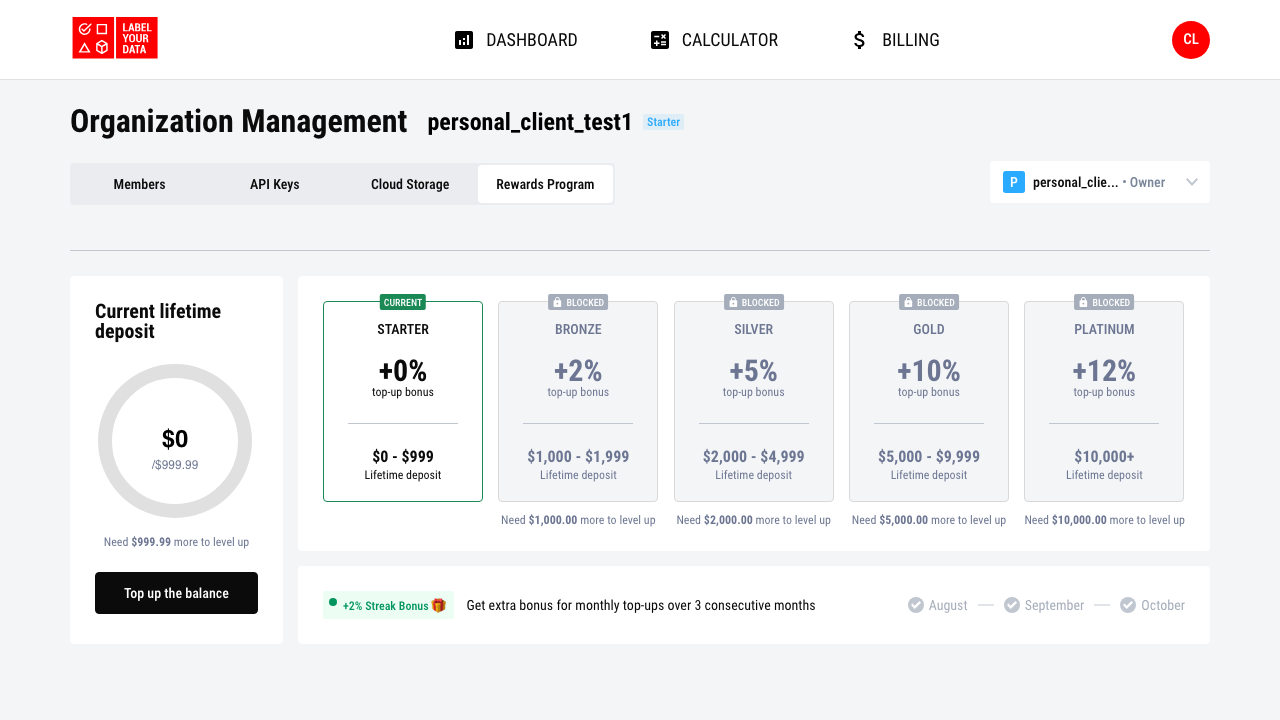 LABEL
YOUR
DATA
DASHBOARD
CALCULATOR
BILLING
CL
Organization Management
personal_client_test1
Starter
Members
API Keys
Cloud Storage
Rewards Program
P
personal_clie... • Owner
Current lifetime
deposit
$0
/$999.99
Need $999.99 more to level up
Top up the balance
CURRENT
STARTER
+0%
top-up bonus
$0 - $999
Lifetime deposit
BLOCKED
BRONZE
+2%
top-up bonus
$1,000 - $1,999
Lifetime deposit
Need $1,000.00 more to level up
BLOCKED
SILVER
+5%
top-up bonus
$2,000 - $4,999
Lifetime deposit
Need $2,000.00 more to level up
BLOCKED
GOLD
+10%
top-up bonus
$5,000 - $9,999
Lifetime deposit
Need $5,000.00 more to level up
BLOCKED
PLATINUM
+12%
top-up bonus
$10,000+
Lifetime deposit
Need $10,000.00 more to level up
+2% Streak Bonus 🎁
Get extra bonus for monthly top-ups over 3 consecutive months
August
September
October